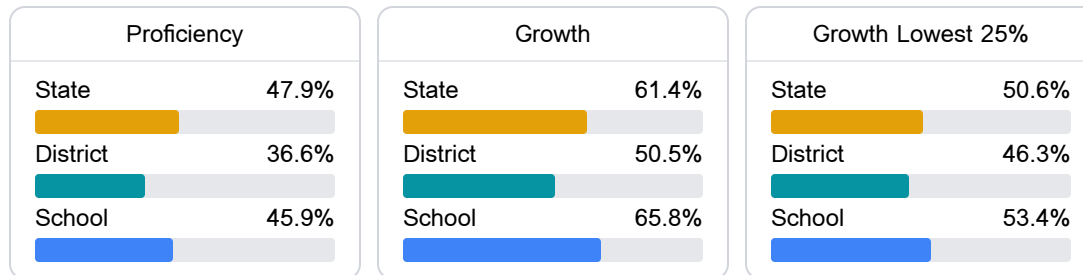 Proficiency
State 47.9%
District 36.6%
School 45.9%
Growth
State 61.4%
District 50.5%
School 65.8%
Growth Lowest 25%
State 50.6%
District 46.3%
School 53.4%